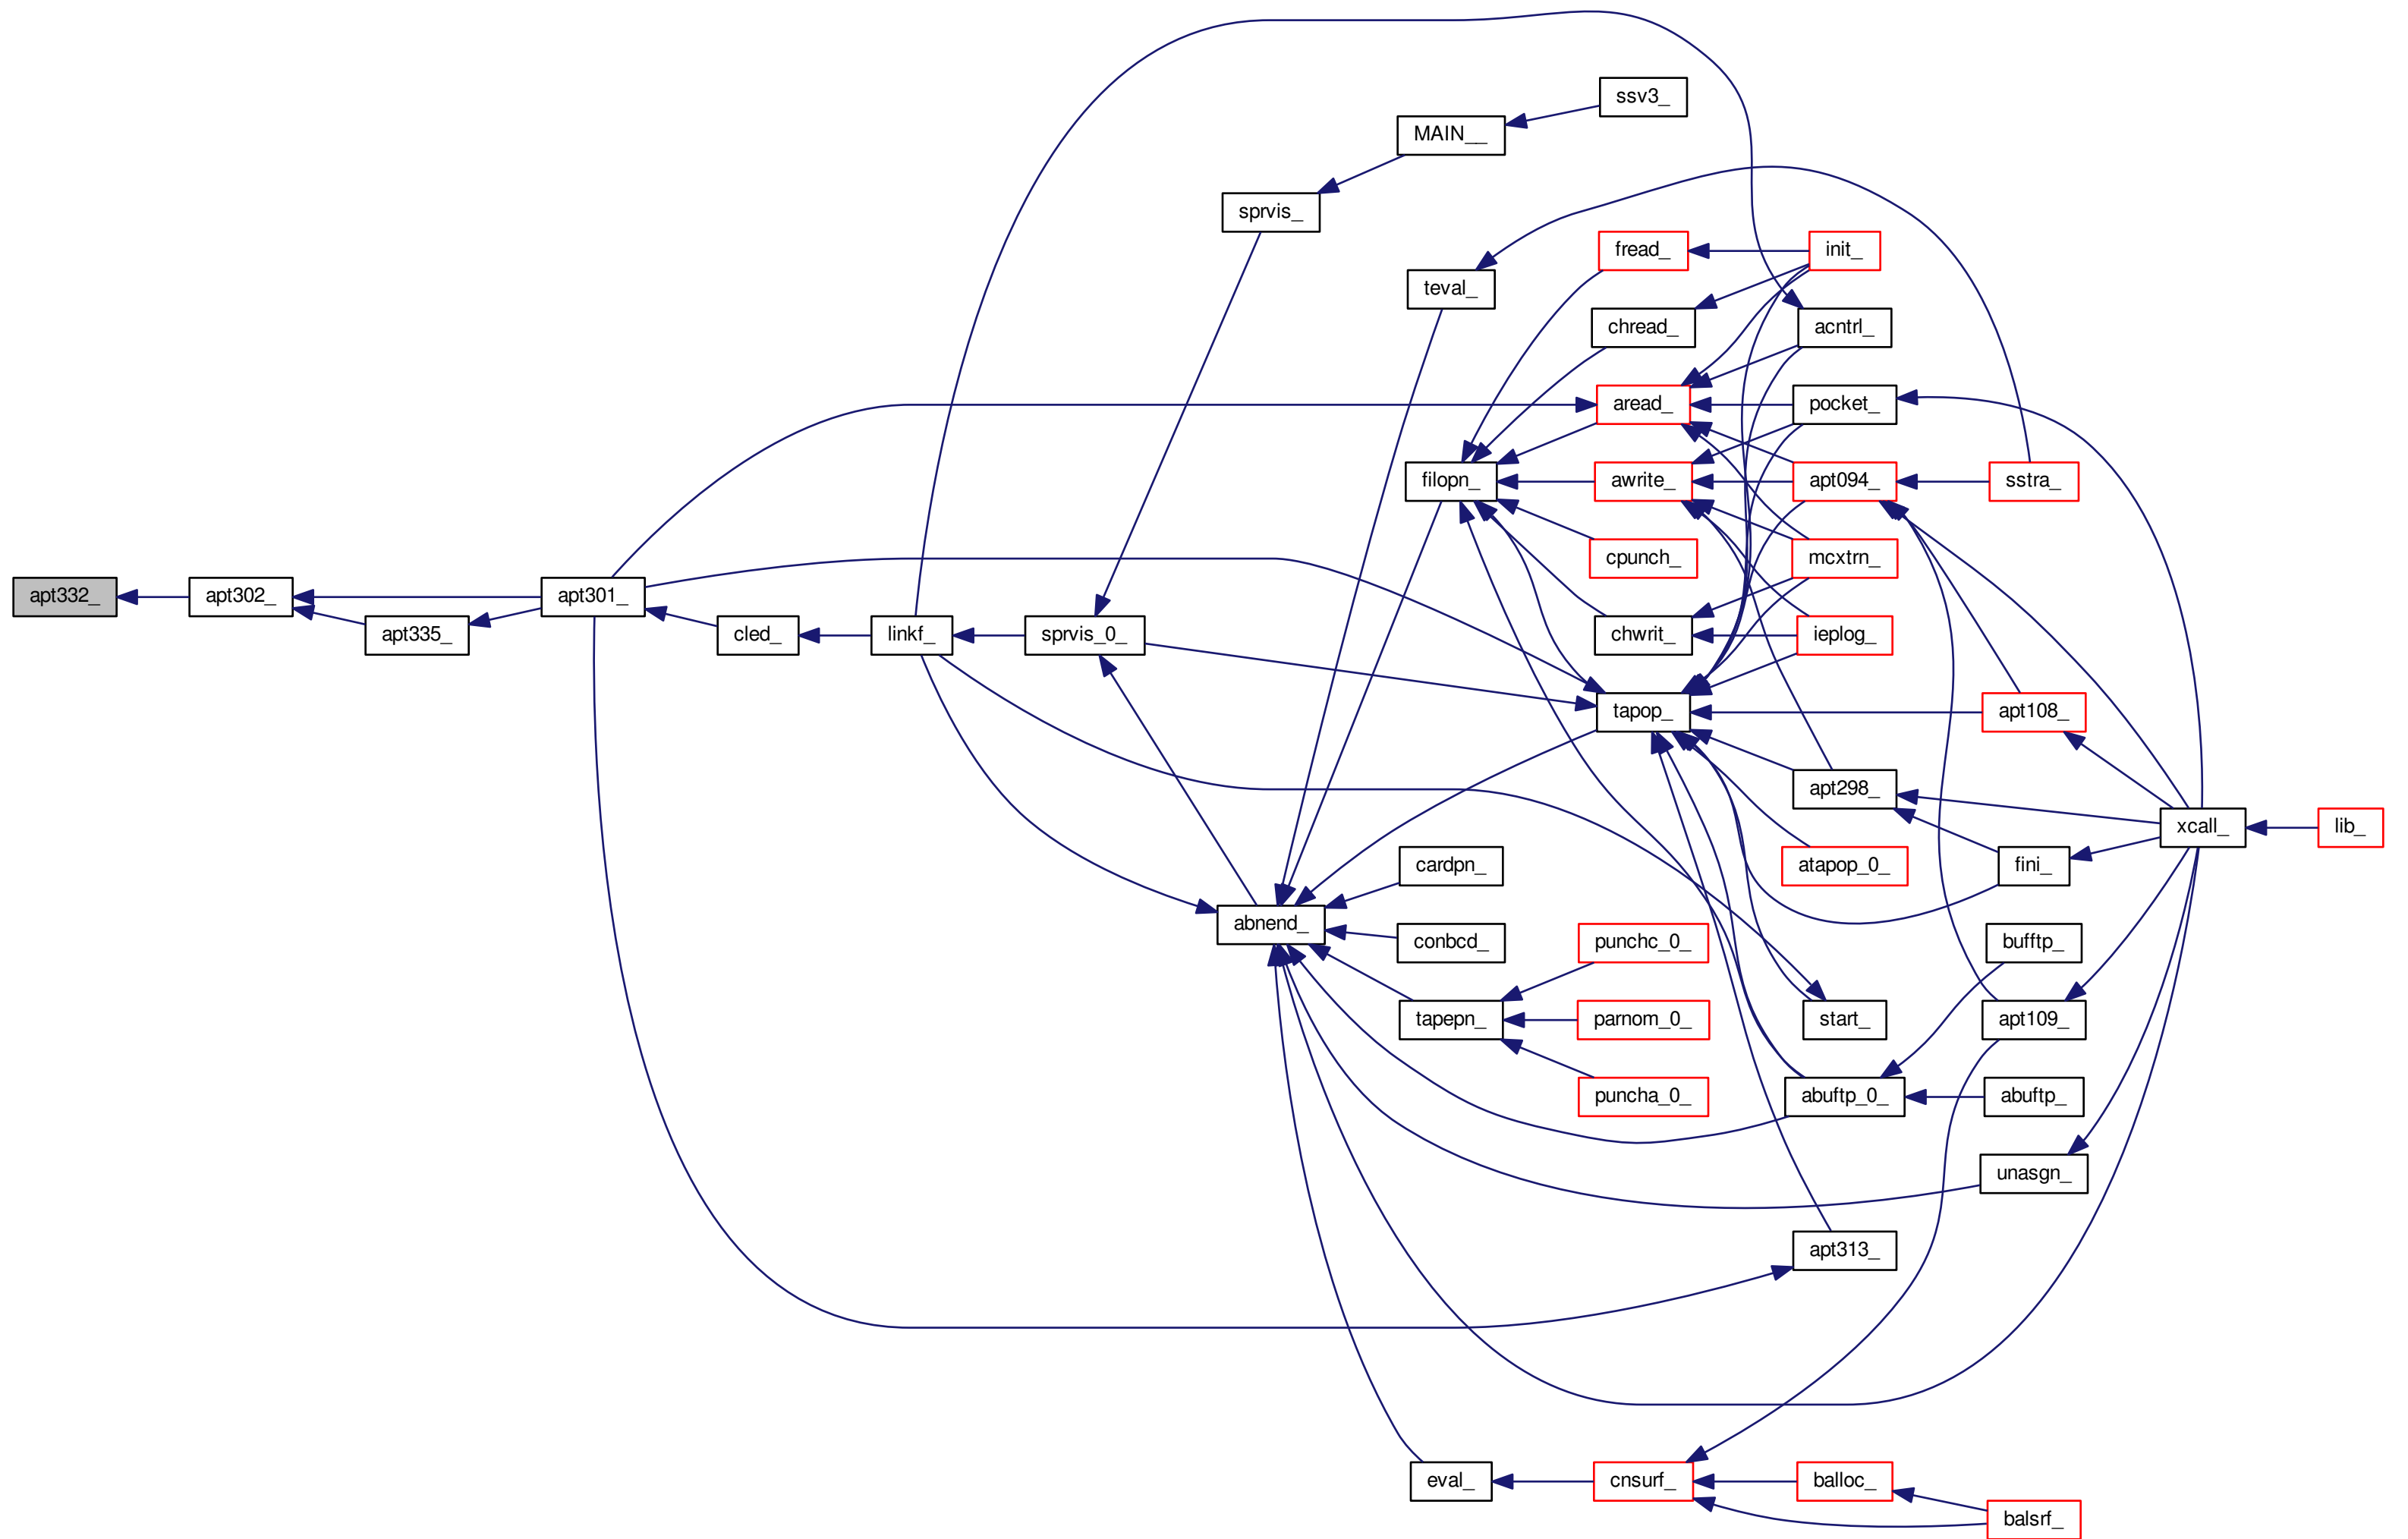 ssv3_
MAIN__
sprvis_
fread_
init_
teval_
chread_
acntrl_
aread_
pocket_
filopn_
awrite_
apt094_
sstra_
cpunch_
mcxtrn_
apt332_
apt302_
apt301_
apt335_
cled_
linkf_
sprvis_0_
chwrit_
ieplog_
tapop_
apt108_
apt298_
xcall_
lib_
cardpn_
atapop_0_
fini_
abnend_
conbcd_
punchc_0_
bufftp_
tapepn_
parnom_0_
start_
apt109_
puncha_0_
abuftp_0_
abuftp_
unasgn_
apt313_
eval_
cnsurf_
balloc_
balsrf_